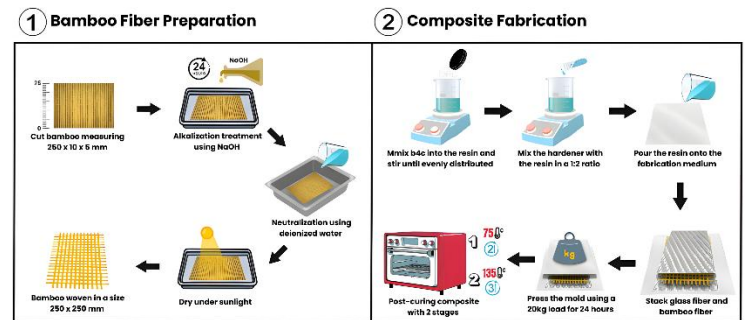 1 Bamboo Fiber Preparation
2 Composite Fabrication
25
0
Cut bamboo measuring
250 x 10 x 5 mm
24
HOURS
NaOH
Alkalization treatment
using NaOH
Neutralization using
deionized water
Dry under sunlight
Bamboo woven in a size
250 x 250 mm
Mmix b4c into the resin and
stir until evenly distributed
Mix the hardener with
the resin in a 1:2 ratio
Pour the resin onto the
fabrication medium
Stack glass fiber and
bamboo fiber
kg
Press the mold using a
20kg load for 24 hours
1 75°c
2
2 135°c
3
Post-curing composite
with 2 stages